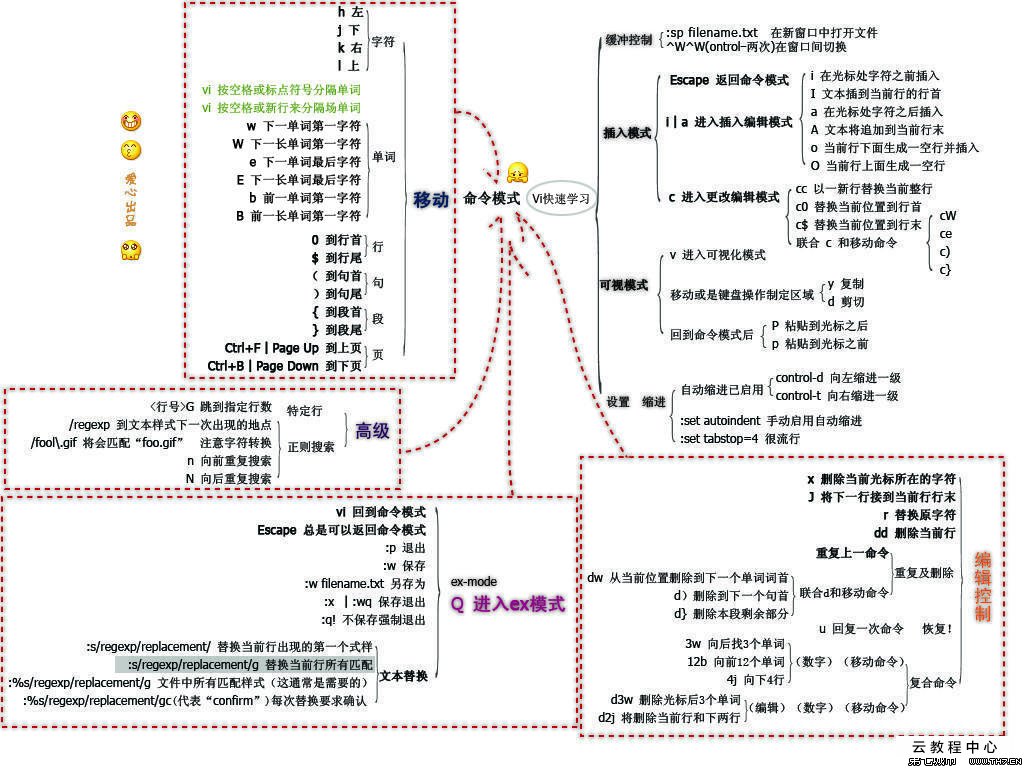 h 左
j 下
k 右
l 上
字符
vi 按空格或标点符号分隔单词
vi 按空格或新行来分隔场单词
w 下一单词第一字符
W 下一长单词第一字符
e 下一单词最后字符
E 下一长单词最后字符
b 前一单词第一字符
B 前一长单词第一字符
单词
0 到行首
$ 到行尾
行
( 到句首
) 到句尾
句
{ 到段首
} 到段尾
段
Ctrl+F | Page Up 到上页
Ctrl+B | Page Down 到下页
页
移动
爱心出品
命令模式
Vi快速学习
缓冲控制
:sp filename.txt 在新窗口中打开文件
^W^W(ontrol-两次)在窗口间切换
插入模式
Escape 返回命令模式
i | a 进入插入编辑模式
i 在光标处字符之前插入
I 文本插到当前行的行首
a 在光标处字符之后插入
A 文本将追加到当前行末
o 当前行下面生成一空行并插入
O 当前行上面生成一空行
c 进入更改编辑模式
cc 以一新行替换当前整行
c0 替换当前位置到行首
c$ 替换当前位置到行末
联合 c 和移动命令
cW
ce
c)
c}
可视模式
v 进入可视化模式
移动或是键盘操作制定区域
y 复制
d 剪切
回到命令模式后
P 粘贴到光标之后
p 粘贴到光标之前
设置 缩进
自动缩进已启用
control-d 向左缩进一级
control-t 向右缩进一级
:set autoindent 手动启用自动缩进
:set tabstop=4 很流行
<行号>G 跳到指定行数
特定行
/regexp 到文本样式下一次出现的地点
/fool\.gif 将会匹配“foo.gif” 注意字符转换
n 向前重复搜索
N 向后重复搜索
正则搜索
高级
vi 回到命令模式
Escape 总是可以返回命令模式
:p 退出
:w 保存
:w filename.txt 另存为
:x | :wq 保存退出
:q! 不保存强制退出
ex-mode
Q 进入ex模式
:s/regexp/replacement/ 替换当前行出现的第一个式样
:s/regexp/replacement/g 替换当前行所有匹配
:%s/regexp/replacement/g 文件中所有匹配样式（这通常是需要的）
:%s/regexp/replacement/gc(代表“confirm”)每次替换要求确认
文本替换
x 删除当前光标所在的字符
J 将下一行接到当前行行末
r 替换原字符
dd 删除当前行
重复上一命令
重复及删除
dw 从当前位置删除到下一个单词词首
d) 删除到下一个句首
d} 删除本段剩余部分
联合d和移动命令
u 回复一次命令 恢复!
3w 向后找3个单词
12b 向前12个单词
4j 向下4行
（数字）（移动命令）
d3w 删除光标后3个单词
d2j 将删除当前行和下两行
（编辑）（数字）（移动命令）
复合命令
编辑控制
云教程中心
第七城市 WWW.TH7.CN